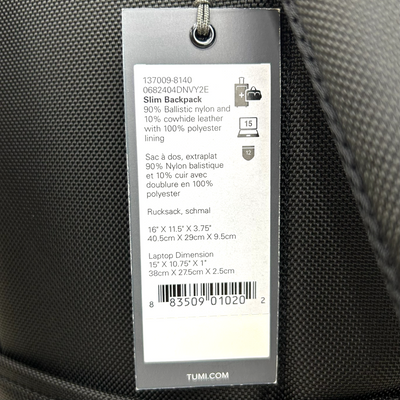 137009-8140
0682404DNVY2E
Slim Backpack
90% Ballistic nylon and
10% cowhide leather
with 100% polyester
lining
15
12
Sac à dos, extraplat
90% Nylon balistique
et 10% cuir avec
doublure en 100%
polyester
Rucksack, schmal
16" X 11.5" X 3.75"
40.5cm X 29cm X 9.5cm
Laptop Dimension
15" X 10.75" X 1"
38cm X 27.5cm X 2.5cm
8 83509 01020 2
TUMI.COM